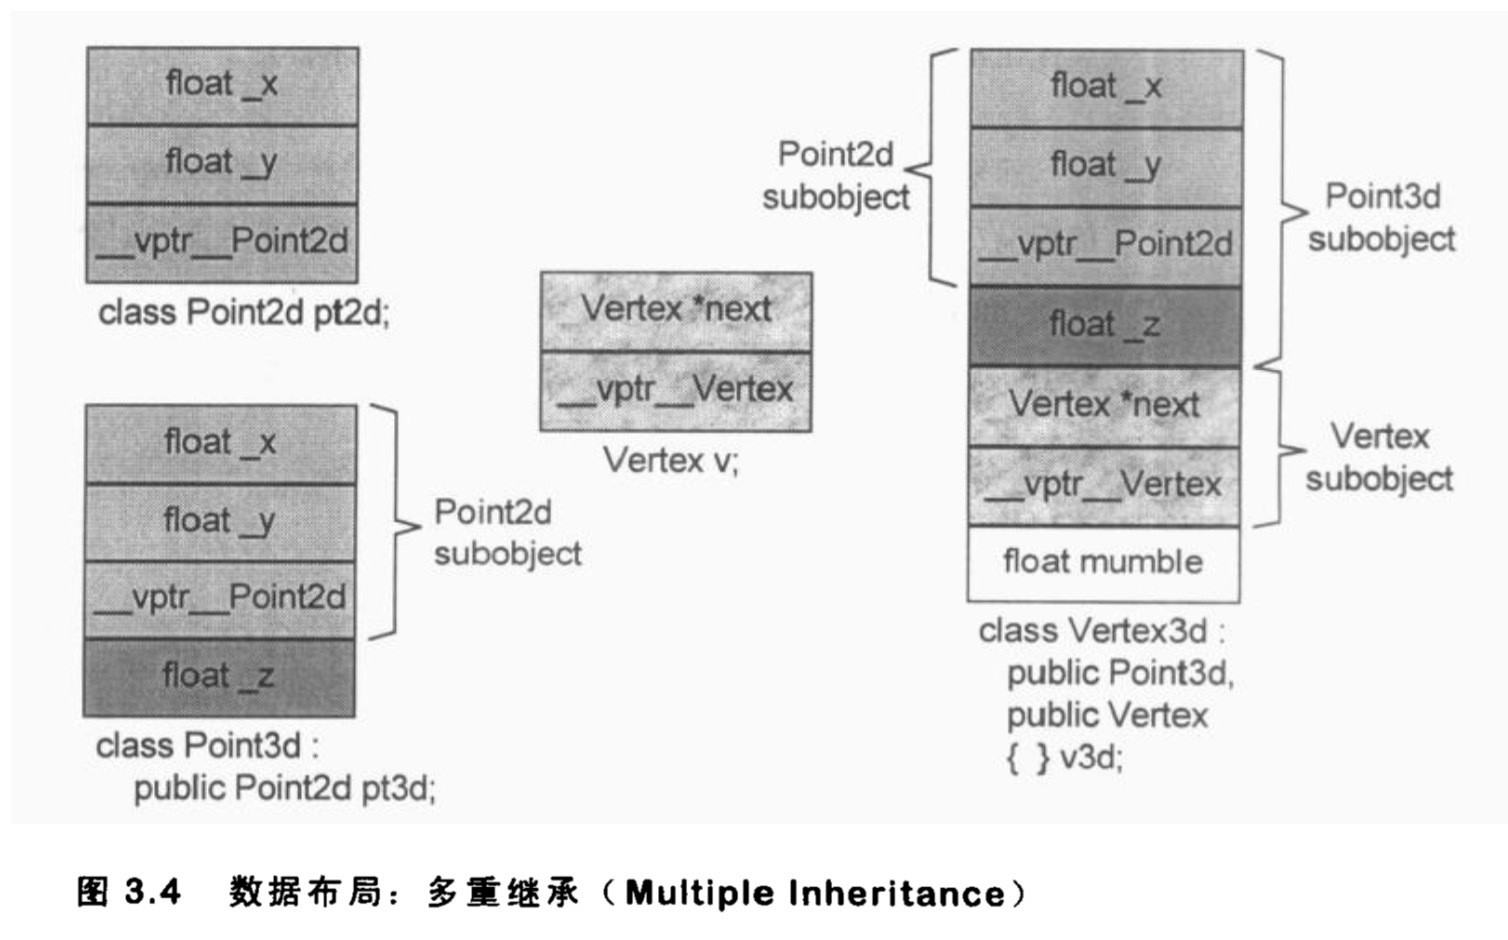 float _x
float _y
__vptr__Point2d
class Point2d pt2d;
float _x
float _y
__vptr__Point2d
float _z
Point2d
subobject
class Point3d :
public Point2d pt3d;
Vertex *next
__vptr__Vertex
Vertex v;
Point2d
subobject
float _x
float _y
__vptr__Point2d
float _z
Vertex *next
__vptr__Vertex
float mumble
Point3d
subobject
Vertex
subobject
class Vertex3d :
public Point3d,
public Vertex
{ } v3d;
图 3.4 数据布局：多重继承（Multiple Inheritance）